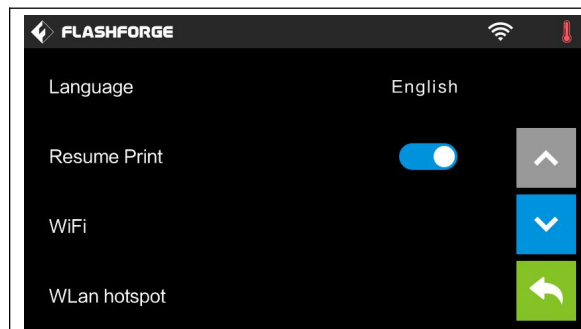 FLASHFORGE
Language English
Resume Print
WiFi
WLan hotspot